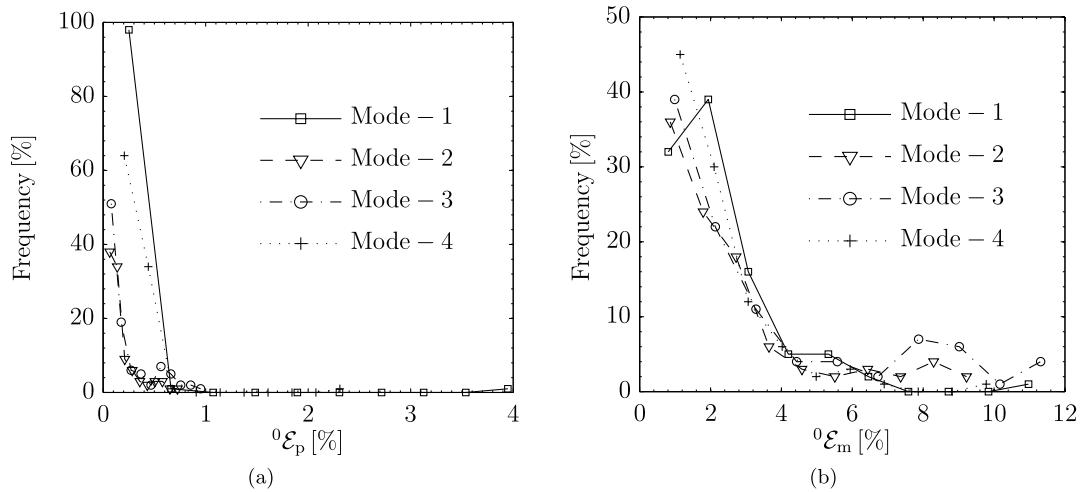 100
80
60
40
20
0
Frequency [%]
Mode − 1
Mode − 2
Mode − 3
Mode − 4
0 1 2 3 4
⁰ℰₚ [%]
(a)
50
40
30
20
10
0
Frequency [%]
Mode − 1
Mode − 2
Mode − 3
Mode − 4
0 2 4 6 8 10 12
⁰ℰₘ [%]
(b)